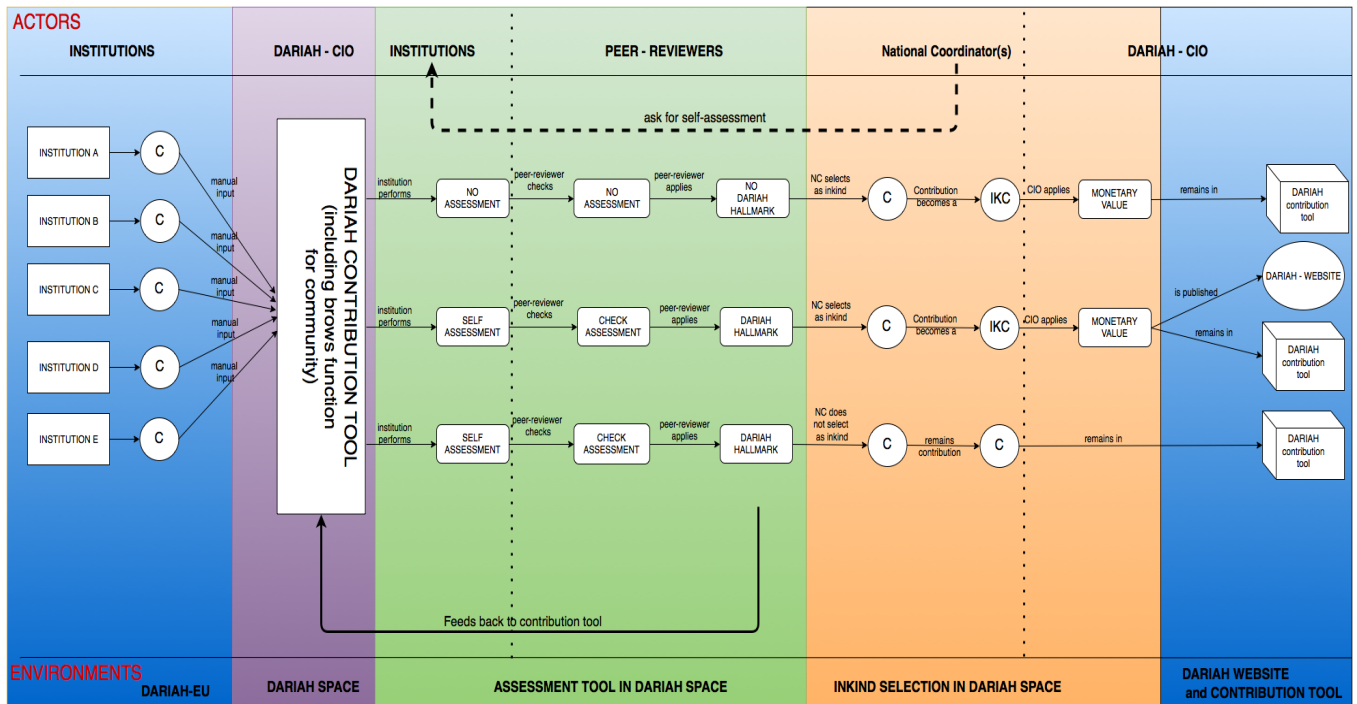 ACTORS
INSTITUTIONS
DARIAH - CIO
INSTITUTIONS
PEER - REVIEWERS
National Coordinator(s)
DARIAH - CIO
ask for self-assessment
INSTITUTION A
C
manual
input
INSTITUTION B
C
manual
input
INSTITUTION C
C
manual
input
INSTITUTION D
C
manual
input
INSTITUTION E
C
manual
input
DARIAH CONTRIBUTION TOOL
(including brows function
for community)
institution
performs
NO
ASSESSMENT
peer-reviewer
checks
NO
ASSESSMENT
peer-reviewer
applies
NO
DARIAH
HALLMARK
NC selects
as inkind
C
Contribution
becomes a
IKC
CIO applies
MONETARY
VALUE
remains in
DARIAH
contribution
tool
institution
performs
SELF
ASSESSMENT
peer-reviewer
checks
CHECK
ASSESSMENT
peer-reviewer
applies
DARIAH
HALLMARK
NC selects
as inkind
C
Contribution
becomes a
IKC
CIO applies
MONETARY
VALUE
is published
DARIAH - WEBSITE
remains in
DARIAH
contribution
tool
institution
performs
SELF
ASSESSMENT
peer-reviewer
checks
CHECK
ASSESSMENT
peer-reviewer
applies
DARIAH
HALLMARK
NC does
not select
as inkind
C
remains
contribution
C
remains in
DARIAH
contribution
tool
Feeds back to contribution tool
ENVIRONMENTS
DARIAH-EU
DARIAH SPACE
ASSESSMENT TOOL IN DARIAH SPACE
INKIND SELECTION IN DARIAH SPACE
DARIAH WEBSITE
and CONTRIBUTION TOOL